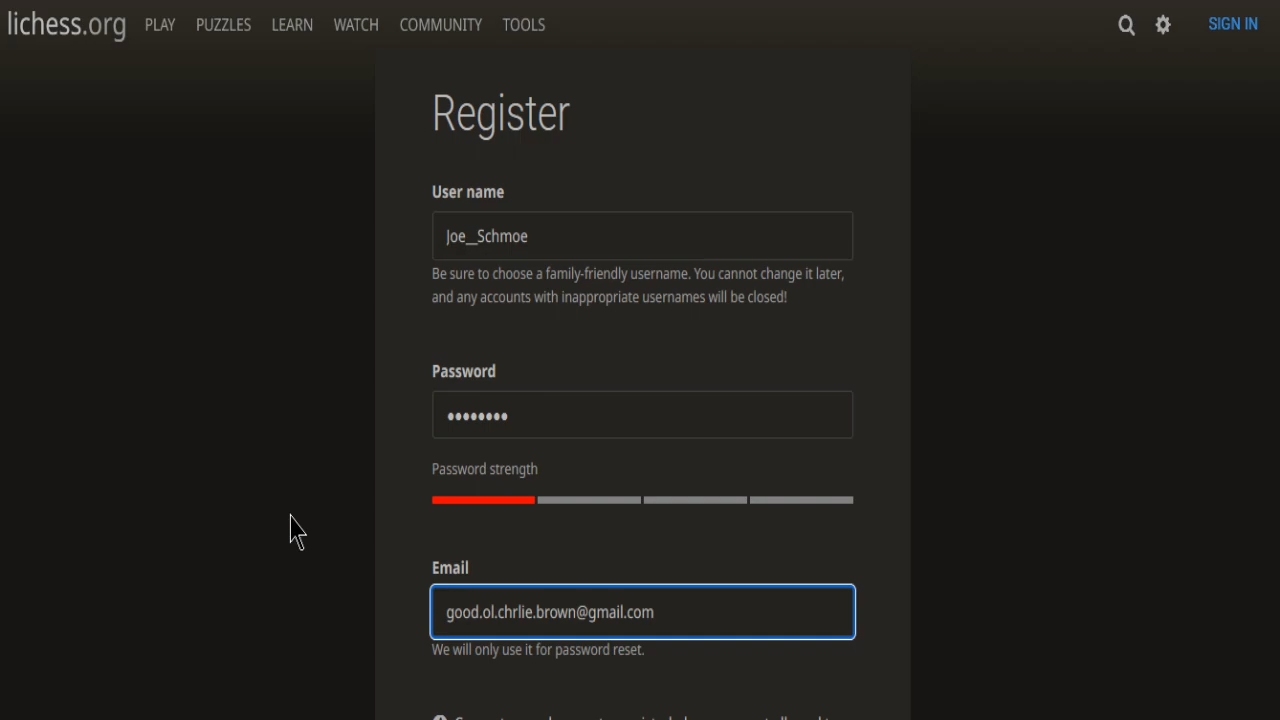 lichess.org PLAY PUZZLES LEARN WATCH COMMUNITY TOOLS SIGN IN
Register
User name
Joe__Schmoe
Be sure to choose a family-friendly username. You cannot change it later,
and any accounts with inappropriate usernames will be closed!
Password
••••••••
Password strength
Email
good.ol.chrlie.brown@gmail.com
We will only use it for password reset.